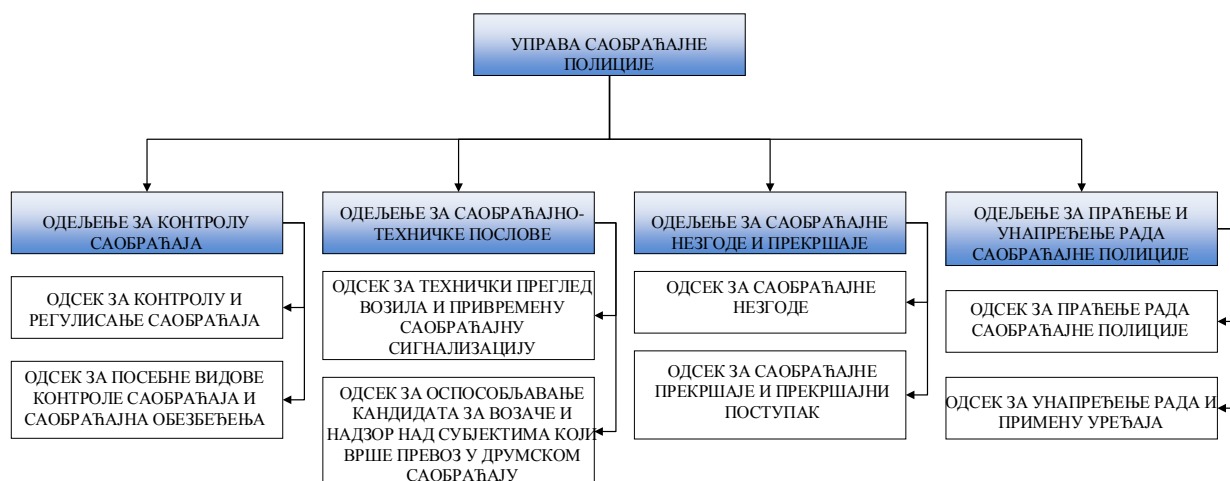 УПРАВА САОБРАЋАЈНЕ
ПОЛИЦИЈЕ
ОДЕЉЕЊЕ ЗА КОНТРОЛУ
САОБРАЋАЈА
ОДСЕК ЗА КОНТРОЛУ И
РЕГУЛИСАЊЕ САОБРАЋАЈА
ОДСЕК ЗА ПОСЕБНЕ ВИДОВЕ
КОНТРОЛЕ САОБРАЋАЈА И
САОБРАЋАЈНА ОБЕЗБЕЂЕЊА
ОДЕЉЕЊЕ ЗА САОБРАЋАЈНО-
ТЕХНИЧКЕ ПОСЛОВЕ
ОДСЕК ЗА ТЕХНИЧКИ ПРЕГЛЕД
ВОЗИЛА И ПРИВРЕМЕНУ
САОБРАЋАЈНУ
СИГНАЛИЗАЦИЈУ
ОДСЕК ЗА ОСПОСОБЉАВАЊЕ
КАНДИДАТА ЗА ВОЗАЧЕ И
НАДЗОР НАД СУБЈЕКТИМА КОЈИ
ВРШЕ ПРЕВОЗ У ДРУМСКОМ
САОБРАЋАЈУ
ОДЕЉЕЊЕ ЗА САОБРАЋАЈНЕ
НЕЗГОДЕ И ПРЕКРШАЈЕ
ОДСЕК ЗА САОБРАЋАЈНЕ
НЕЗГОДЕ
ОДСЕК ЗА САОБРАЋАЈНЕ
ПРЕКРШАЈЕ И ПРЕКРШАЈНИ
ПОСТУПАК
ОДЕЉЕЊЕ ЗА ПРАЋЕЊЕ И
УНАПРЕЂЕЊЕ РАДА
САОБРАЋАЈНЕ ПОЛИЦИЈЕ
ОДСЕК ЗА ПРАЋЕЊЕ РАДА
САОБРАЋАЈНЕ ПОЛИЦИЈЕ
ОДСЕК ЗА УНАПРЕЂЕЊЕ РАДА И
ПРИМЕНУ УРЕЂАЈА